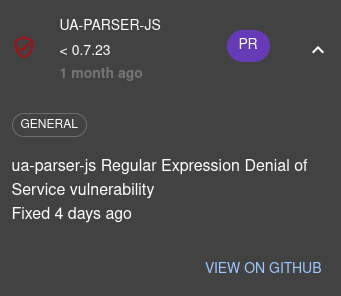 UA-PARSER-JS
< 0.7.23
PR
1 month ago
GENERAL
ua-parser-js Regular Expression Denial of
Service vulnerability
Fixed 4 days ago
VIEW ON GITHUB